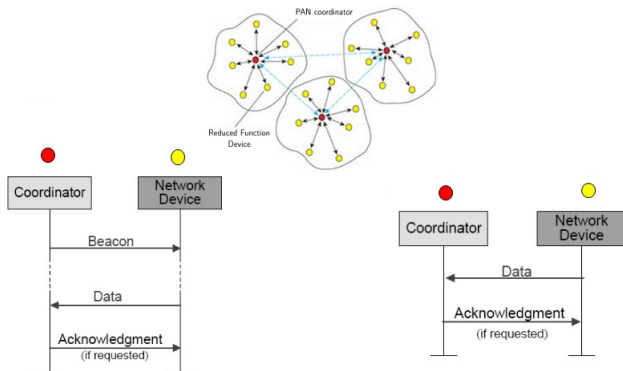 PAN coordinator
Reduced Function
Device
Coordinator
Network
Device
Beacon
Data
Acknowledgment
(if requested)
Coordinator
Network
Device
Data
Acknowledgment
(if requested)